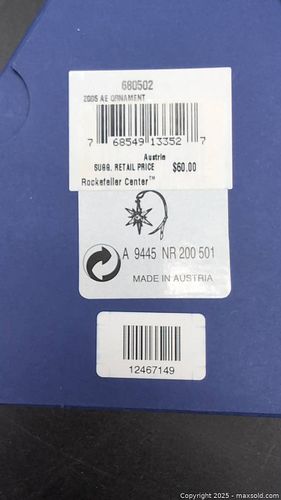 680502
2005 AE ORNAMENT
7 68549 13352 7
Austria
SUGG. RETAIL PRICE $60.00
Rockefeller Center™
A 9445 NR 200 501
MADE IN AUSTRIA
12467149
Copyright © 2025 - maxsold.com